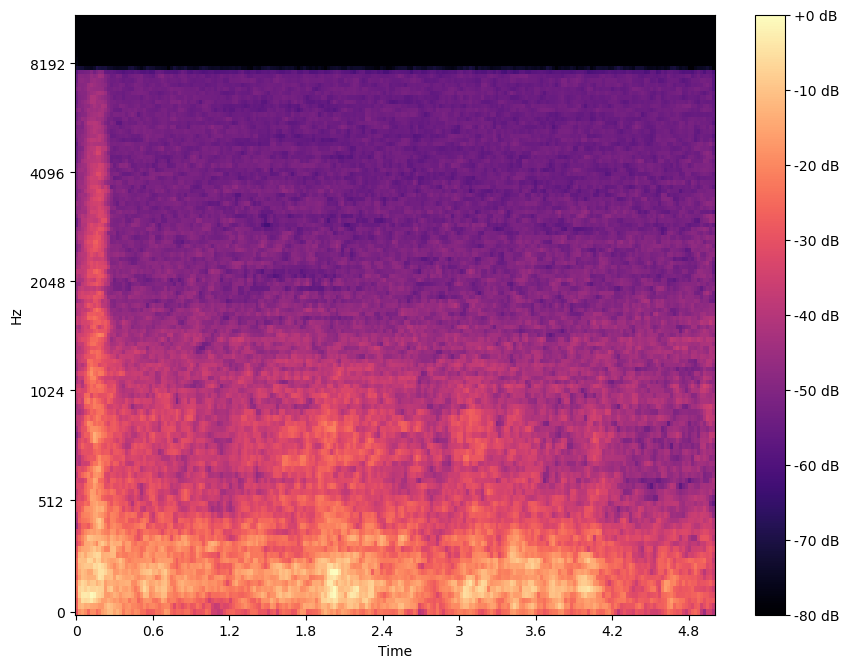 8192
4096
2048
1024
512
0
Hz
0 0.6 1.2 1.8 2.4 3 3.6 4.2 4.8
Time
+0 dB
-10 dB
-20 dB
-30 dB
-40 dB
-50 dB
-60 dB
-70 dB
-80 dB